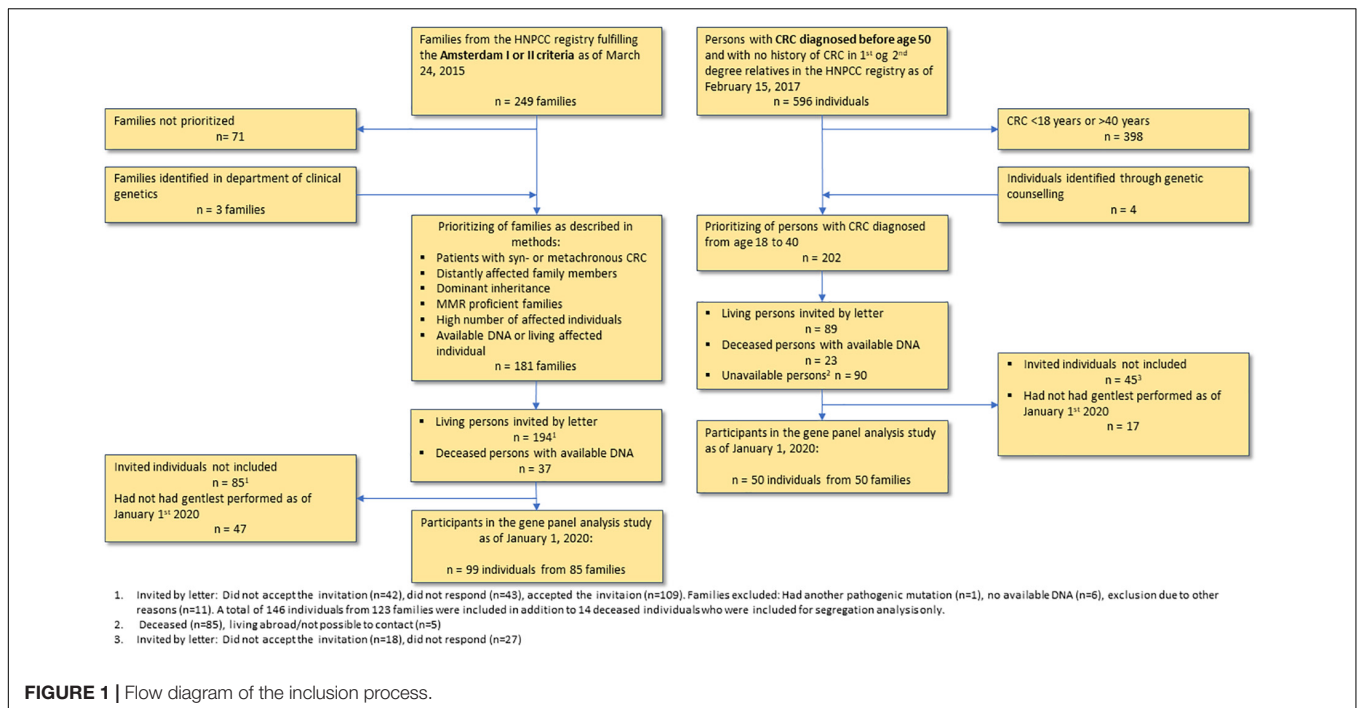 Families from the HNPCC registry fulfilling
the Amsterdam I or II criteria as of March
24, 2015
n = 249 families
Families not prioritized
n= 71
Families identified in department of clinical
genetics
n = 3 families
Prioritizing of families as described in
methods:
▪ Patients with syn- or metachronous CRC
▪ Distantly affected family members
▪ Dominant inheritance
▪ MMR proficient families
▪ High number of affected individuals
▪ Available DNA or living affected
individual
n = 181 families
▪ Living persons invited by letter
n = 194¹
▪ Deceased persons with available DNA
n = 37
Invited individuals not included
n = 85¹
Had not had gentlest performed as of
January 1st 2020
n = 47
Participants in the gene panel analysis study
as of January 1, 2020:
n = 99 individuals from 85 families
Persons with CRC diagnosed before age 50
and with no history of CRC in 1st og 2nd
degree relatives in the HNPCC registry as of
February 15, 2017
n = 596 individuals
CRC <18 years or >40 years
n = 398
Individuals identified through genetic
counselling
n = 4
Prioritizing of persons with CRC diagnosed
from age 18 to 40
n = 202
▪ Living persons invited by letter
n = 89
▪ Deceased persons with available DNA
n = 23
▪ Unavailable persons² n = 90
▪ Invited individuals not included
n = 45³
▪ Had not had gentlest performed as of
January 1st 2020
n = 17
Participants in the gene panel analysis study
as of January 1, 2020:
n = 50 individuals from 50 families
1. Invited by letter: Did not accept the invitation (n=42), did not respond (n=43), accepted the invitaion (n=109). Families excluded: Had another pathogenic mutation (n=1), no available DNA (n=6), exclusion due to other
reasons (n=11). A total of 146 individuals from 123 families were included in addition to 14 deceased individuals who were included for segregation analysis only.
2. Deceased (n=85), living abroad/not possible to contact (n=5)
3. Invited by letter: Did not accept the invitation (n=18), did not respond (n=27)
FIGURE 1 | Flow diagram of the inclusion process.